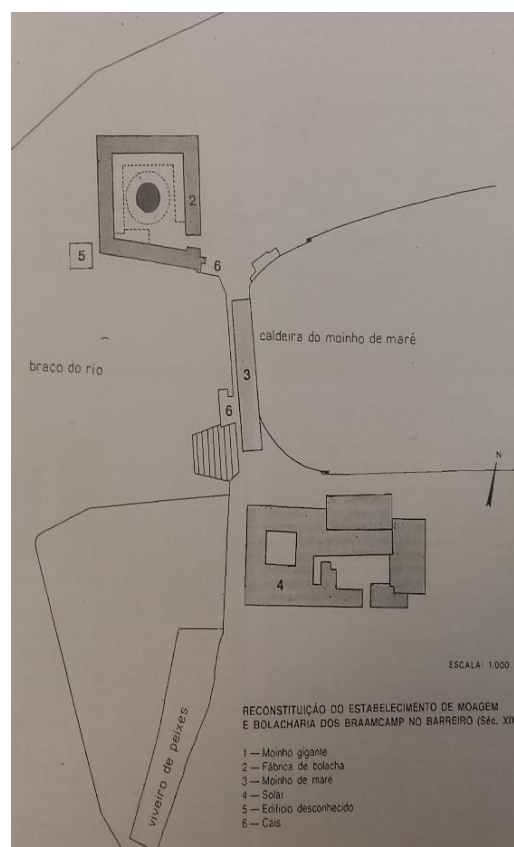 2
5
6
caldeira do moinho de maré
braço do rio
3
6
N
4
ESCALA: 1.000
viveiro de peixes
RECONSTITUIÇÃO DO ESTABELECIMENTO DE MOAGEM
E BOLACHARIA DOS BRAAMCAMP NO BARREIRO (Séc.
1 — Moinho gigante
2 — Fábrica de bolacha
3 — Moinho de maré
4 — Solar
5 — Edifício desconhecido
6 — Cais